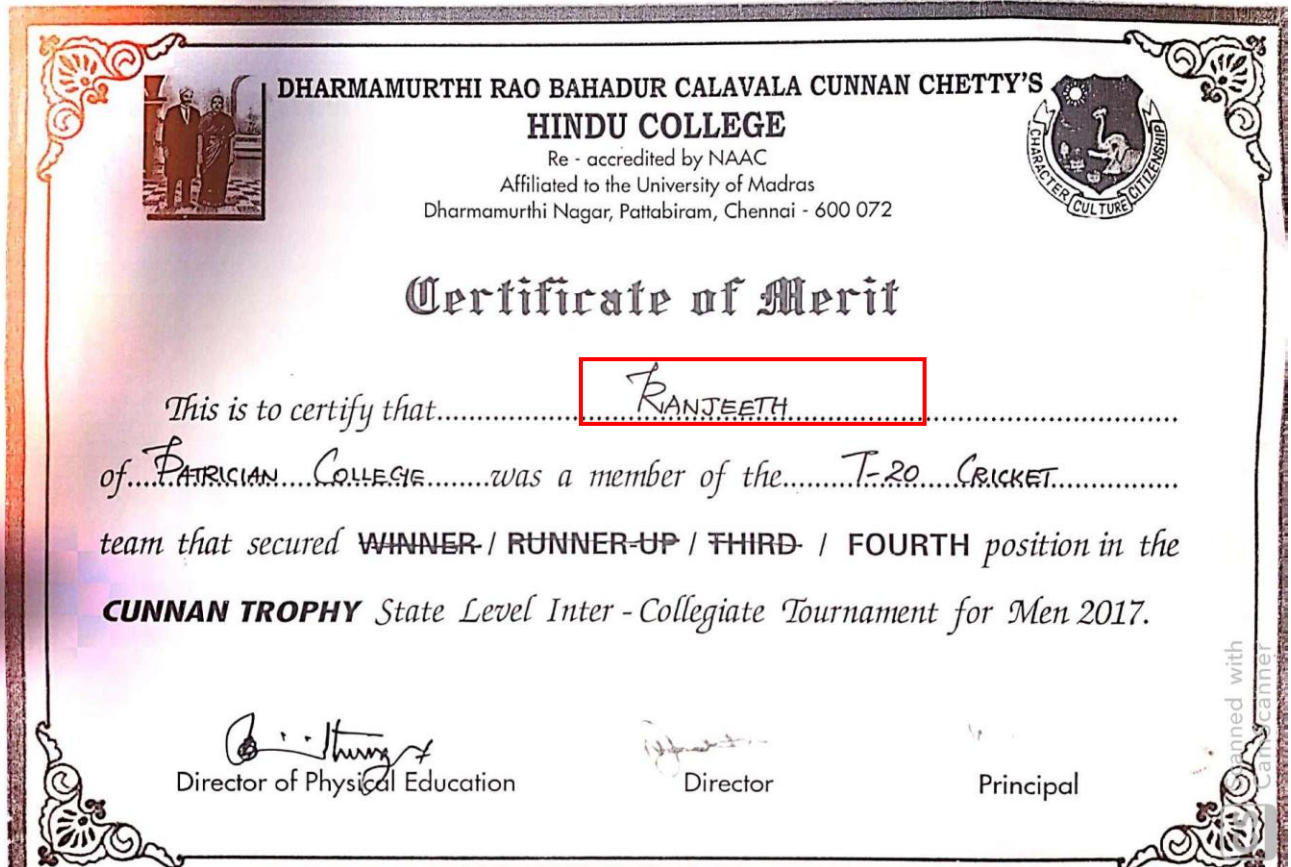 DHARMAMURTHI RAO BAHADUR CALAVALA CUNNAN CHETTY'S
HINDU COLLEGE
Re - accredited by NAAC
Affiliated to the University of Madras
Dharmamurthi Nagar, Pattabiram, Chennai - 600 072
CHARACTER CULTURE CITIZENSHIP
Certificate of Merit
This is to certify that RANJEETH
of PATRICIAN COLLEGE was a member of the T-20 CRICKET
team that secured WINNER / RUNNER-UP / THIRD / FOURTH position in the
CUNNAN TROPHY State Level Inter - Collegiate Tournament for Men 2017.
Director of Physical Education Director Principal
Scanned with
CamScanner